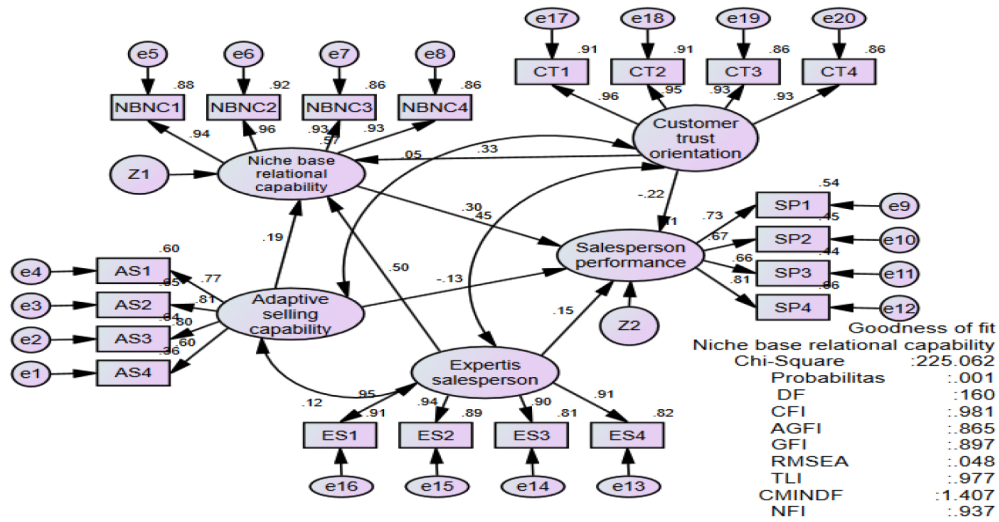 e17 e18 e19 e20
e5 e6 e7 e8
.91 .91 .86 .86
CT1 CT2 CT3 CT4
.88 .92 .86 .86
NBNC1 NBNC2 NBNC3 NBNC4
.96 .95 .93 .93
.94 .96 .93 .93
.57
Customer
trust
orientation
Niche base
relational
capability
Z1
.05 .33
-.22
.54
SP1 e9
.30
.45
.73
.45
SP2 e10
.67
Salesperson
performance
.44
SP3 e11
.66
.19
.60
e4 AS1
.77
.50
-.13
.81
.66
SP4 e12
.65
e3 AS2
.81
Adaptive
selling
capability
.15
Z2
.64
e2 AS3
.80
.60
.36
e1 AS4
Expertis
salesperson
.12
.95 .94 .90 .91
.91 .89 .81 .82
ES1 ES2 ES3 ES4
e16 e15 e14 e13
Goodness of fit
Niche base relational capability
Chi-Square :225.062
Probabilitas :.001
DF :160
CFI :.981
AGFI :.865
GFI :.897
RMSEA :.048
TLI :.977
CMINDF :1.407
NFI :.937